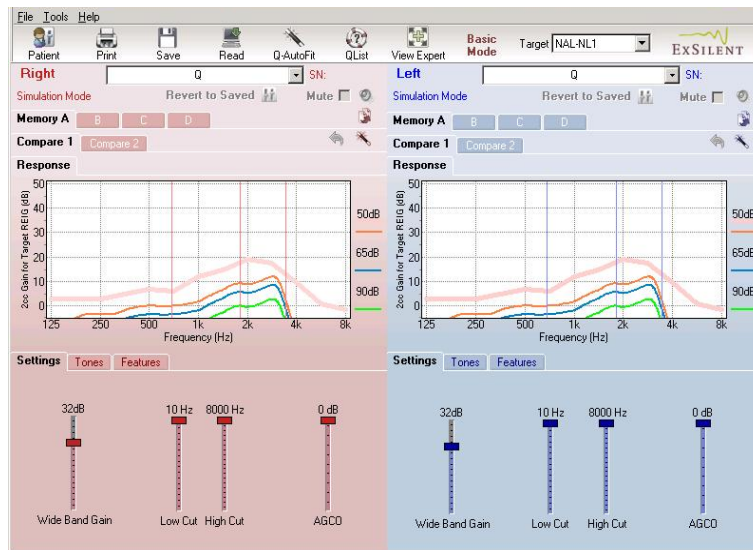 File Tools Help
Patient Print Save Read Q-AutoFit QList View Expert Basic Mode Target NAL-NL1 EXSILENT
Right Q SN:
Simulation Mode Revert to Saved Mute
Memory A B C D
Compare 1 Compare 2
Response
2cc Gain for Target REIG (dB)
50
40
30
20
10
0
125 250 500 1k 2k 4k 8k
Frequency (Hz)
50dB
65dB
90dB
Settings Tones Features
32dB 10 Hz 8000 Hz 0 dB
Wide Band Gain Low Cut High Cut AGCO
Left Q SN:
Simulation Mode Revert to Saved Mute
Memory A B C D
Compare 1 Compare 2
Response
2cc Gain for Target REIG (dB)
50
40
30
20
10
0
125 250 500 1k 2k 4k 8k
Frequency (Hz)
50dB
65dB
90dB
Settings Tones Features
32dB 10 Hz 8000 Hz 0 dB
Wide Band Gain Low Cut High Cut AGCO